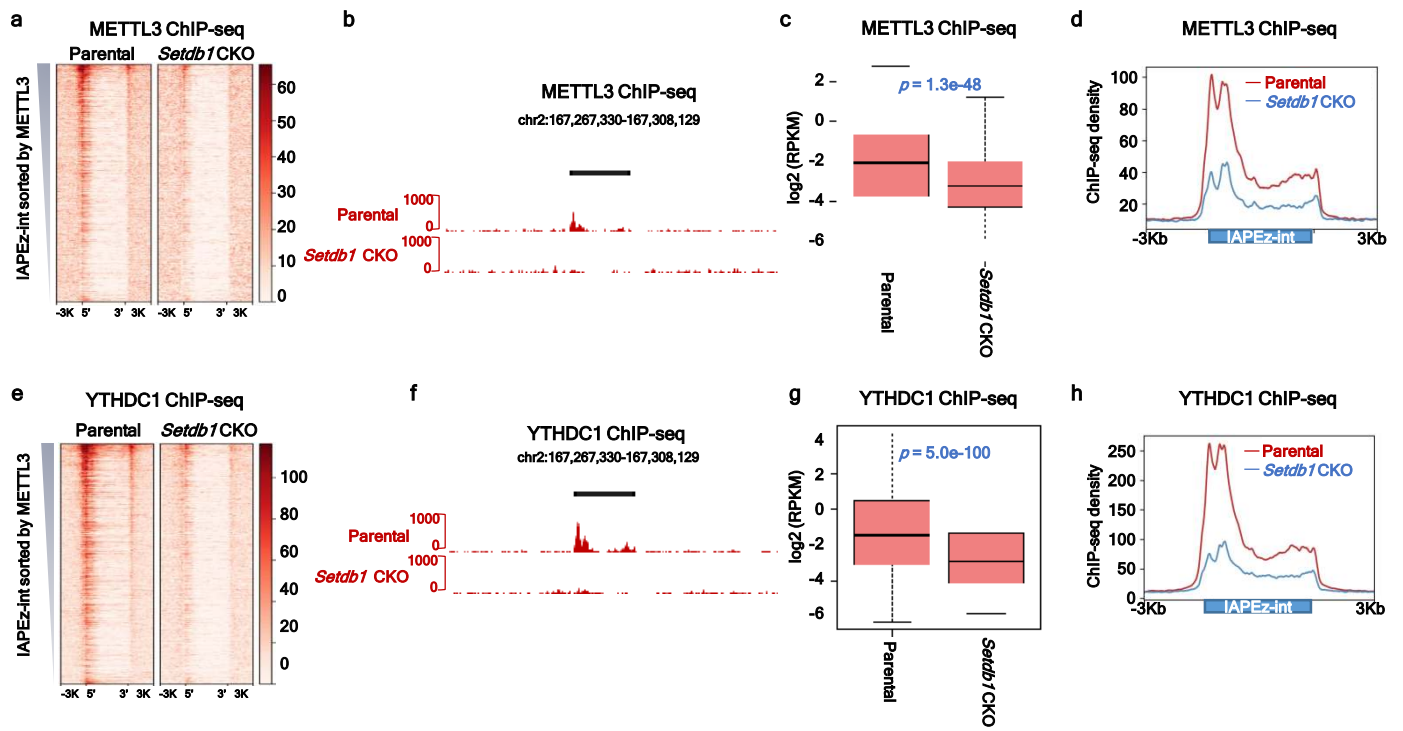 a
METTL3 ChIP-seq
Parental Setdb1 CKO
IAPEz-int sorted by METTL3
60
50
40
30
20
10
0
-3K 5' 3' 3K -3K 5' 3' 3K
b
METTL3 ChIP-seq
chr2:167,267,330-167,308,129
1000
Parental
0
1000
Setdb1 CKO
0
c
METTL3 ChIP-seq
p = 1.3e-48
log2 (RPKM)
2
0
-2
-4
-6
Parental
Setdb1 CKO
d
METTL3 ChIP-seq
Parental
Setdb1 CKO
ChIP-seq density
100
80
60
40
20
-3Kb IAPEz-int 3Kb
e
YTHDC1 ChIP-seq
Parental Setdb1 CKO
IAPEz-int sorted by METTL3
100
80
60
40
20
0
-3K 5' 3' 3K -3K 5' 3' 3K
f
YTHDC1 ChIP-seq
chr2:167,267,330-167,308,129
1000
Parental
0
1000
Setdb1 CKO
0
g
YTHDC1 ChIP-seq
p = 5.0e-100
log2 (RPKM)
4
2
0
-2
-4
-6
Parental
Setdb1 CKO
h
YTHDC1 ChIP-seq
Parental
Setdb1 CKO
ChIP-seq density
250
200
150
100
50
0
-3Kb IAPEz-int 3Kb